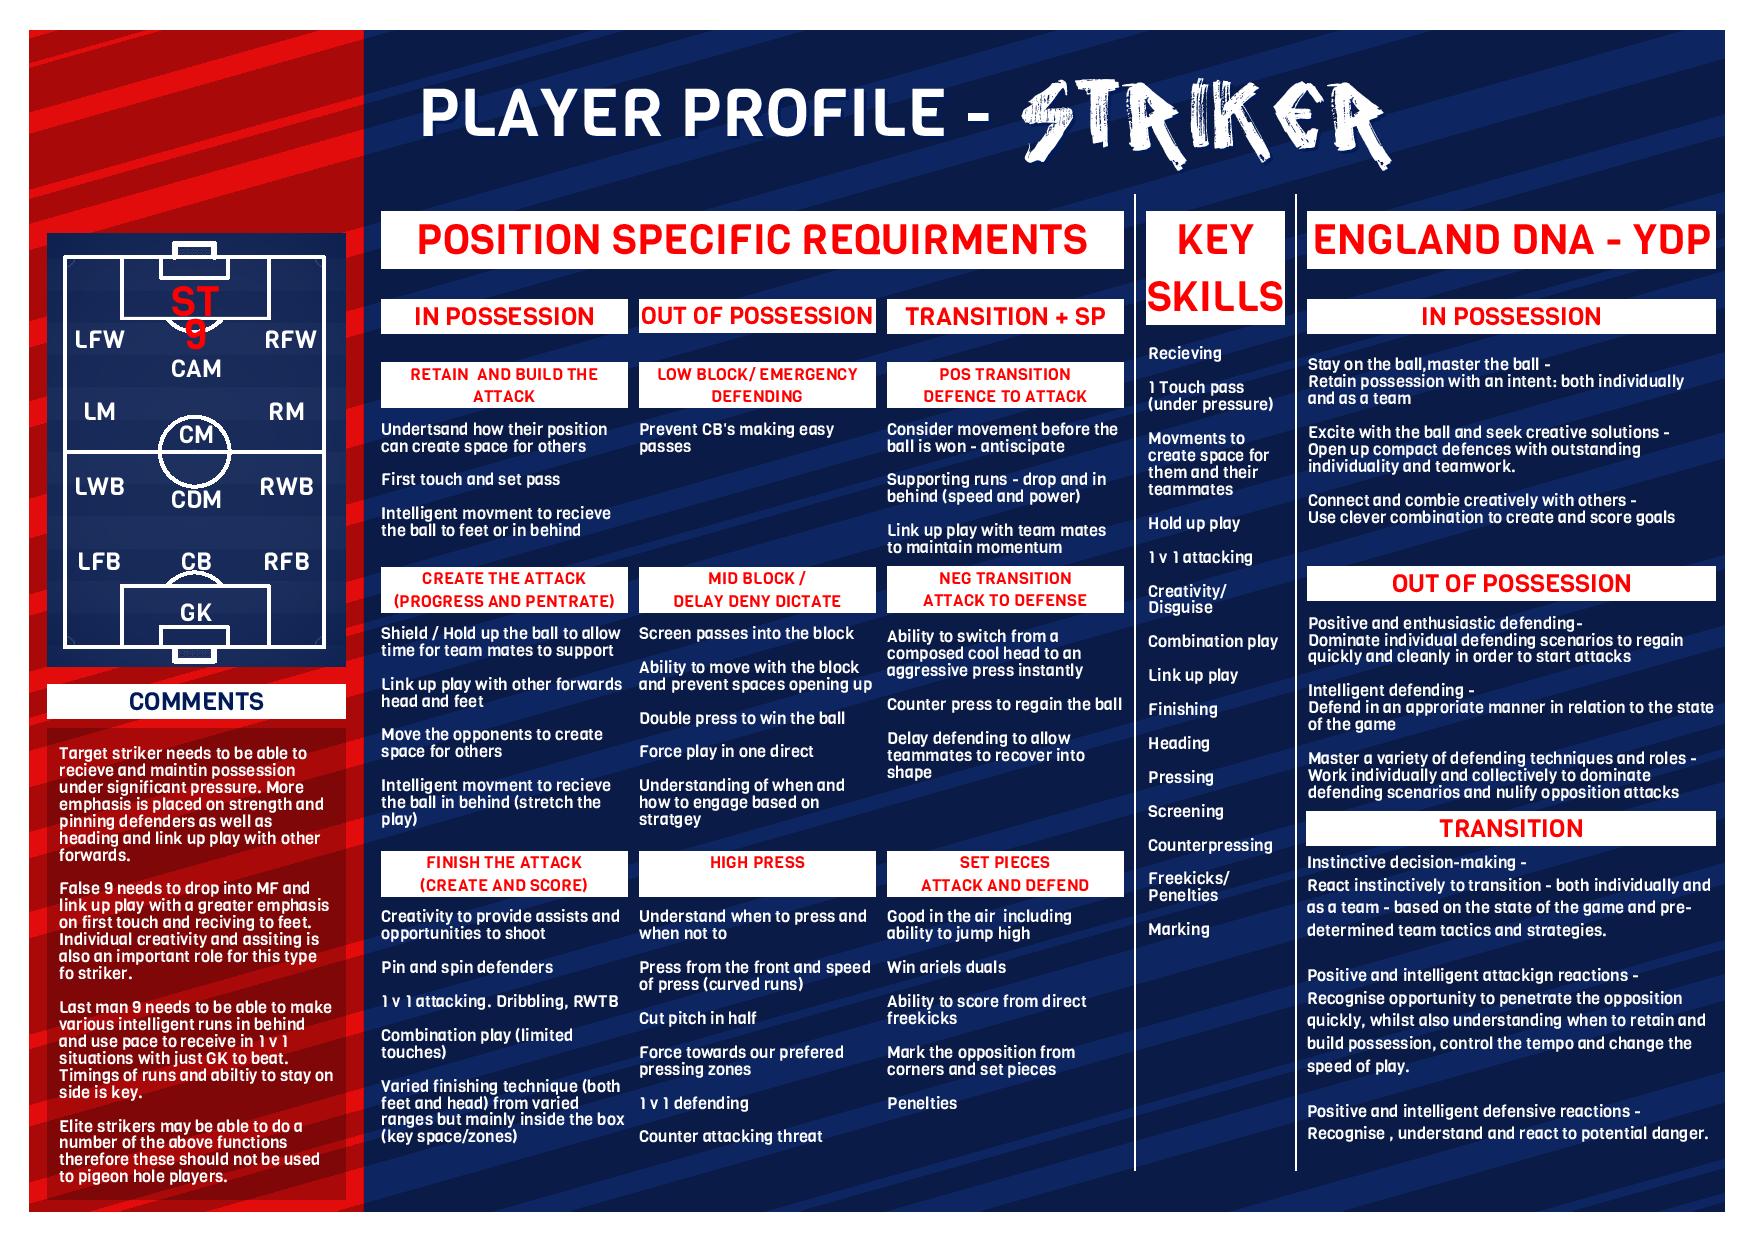 PLAYER PROFILE - STRIKER
ST
9
LFW
RFW
CAM
LM
RM
CM
LWB
RWB
CDM
LFB
CB
RFB
GK
COMMENTS
Target striker needs to be able to
recieve and maintin possession
under significant pressure. More
emphasis is placed on strength and
pinning defenders as well as
heading and link up play with other
forwards.
False 9 needs to drop into MF and
link up play with a greater emphasis
on first touch and reciving to feet.
Individual creativity and assiting is
also an important role for this type
fo striker.
Last man 9 needs to be able to make
various intelligent runs in behind
and use pace to receive in 1 v 1
situations with just GK to beat.
Timings of runs and abiltiy to stay on
side is key.
Elite strikers may be able to do a
number of the above functions
therefore these should not be used
to pigeon hole players.
POSITION SPECIFIC REQUIRMENTS
IN POSSESSION
RETAIN AND BUILD THE
ATTACK
Undertsand how their position
can create space for others
First touch and set pass
Intelligent movment to recieve
the ball to feet or in behind
CREATE THE ATTACK
(PROGRESS AND PENTRATE)
Shield / Hold up the ball to allow
time for team mates to support
Link up play with other forwards
head and feet
Move the opponents to create
space for others
Intelligent movment to recieve
the ball in behind (stretch the
play)
FINISH THE ATTACK
(CREATE AND SCORE)
Creativity to provide assists and
opportunities to shoot
Pin and spin defenders
1 v 1 attacking. Dribbling, RWTB
Combination play (limited
touches)
Varied finishing technique (both
feet and head) from varied
ranges but mainly inside the box
(key space/zones)
OUT OF POSSESSION
LOW BLOCK/ EMERGENCY
DEFENDING
Prevent CB's making easy
passes
MID BLOCK /
DELAY DENY DICTATE
Screen passes into the block
Ability to move with the block
and prevent spaces opening up
Double press to win the ball
Force play in one direct
Understanding of when and
how to engage based on
stratgey
HIGH PRESS
Understand when to press and
when not to
Press from the front and speed
of press (curved runs)
Cut pitch in half
Force towards our prefered
pressing zones
1 v 1 defending
Counter attacking threat
TRANSITION + SP
POS TRANSITION
DEFENCE TO ATTACK
Consider movement before the
ball is won - antiscipate
Supporting runs - drop and in
behind (speed and power)
Link up play with team mates
to maintain momentum
NEG TRANSITION
ATTACK TO DEFENSE
Ability to switch from a
composed cool head to an
aggressive press instantly
Counter press to regain the ball
Delay defending to allow
teammates to recover into
shape
SET PIECES
ATTACK AND DEFEND
Good in the air including
ability to jump high
Win ariels duals
Ability to score from direct
freekicks
Mark the opposition from
corners and set pieces
Penelties
KEY
SKILLS
Recieving
1 Touch pass
(under pressure)
Movments to
create space for
them and their
teammates
Hold up play
1 v 1 attacking
Creativity/
Disguise
Combination play
Link up play
Finishing
Heading
Pressing
Screening
Counterpressing
Freekicks/
Penelties
Marking
ENGLAND DNA - YDP
IN POSSESSION
Stay on the ball,master the ball -
Retain possession with an intent: both individually
and as a team
Excite with the ball and seek creative solutions -
Open up compact defences with outstanding
individuality and teamwork.
Connect and combie creatively with others -
Use clever combination to create and score goals
OUT OF POSSESSION
Positive and enthusiastic defending-
Dominate individual defending scenarios to regain
quickly and cleanly in order to start attacks
Intelligent defending -
Defend in an approriate manner in relation to the state
of the game
Master a variety of defending techniques and roles -
Work individually and collectively to dominate
defending scenarios and nulify opposition attacks
TRANSITION
Instinctive decision-making -
React instinctively to transition - both individually and
as a team - based on the state of the game and pre-
determined team tactics and strategies.
Positive and intelligent attackign reactions -
Recognise opportunity to penetrate the opposition
quickly, whilst also understanding when to retain and
build possession, control the tempo and change the
speed of play.
Positive and intelligent defensive reactions -
Recognise , understand and react to potential danger.